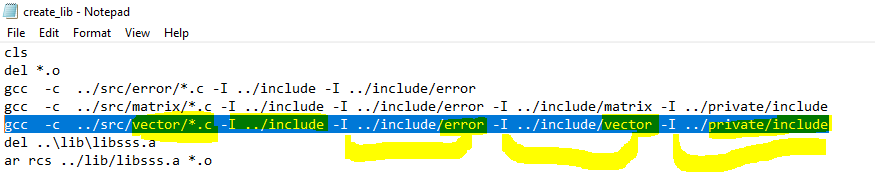 create_lib - Notepad
File Edit Format View Help
cls
del *.o
gcc  -c  ../src/error/*.c -I ../include -I ../include/error
gcc  -c  ../src/matrix/*.c -I ../include -I ../include/error -I ../include/matrix -I ../private/include
gcc  -c  ../src/vector/*.c -I ../include -I ../include/error -I ../include/vector -I ../private/include
del ..\lib\libsss.a
ar rcs ../lib/libsss.a *.o